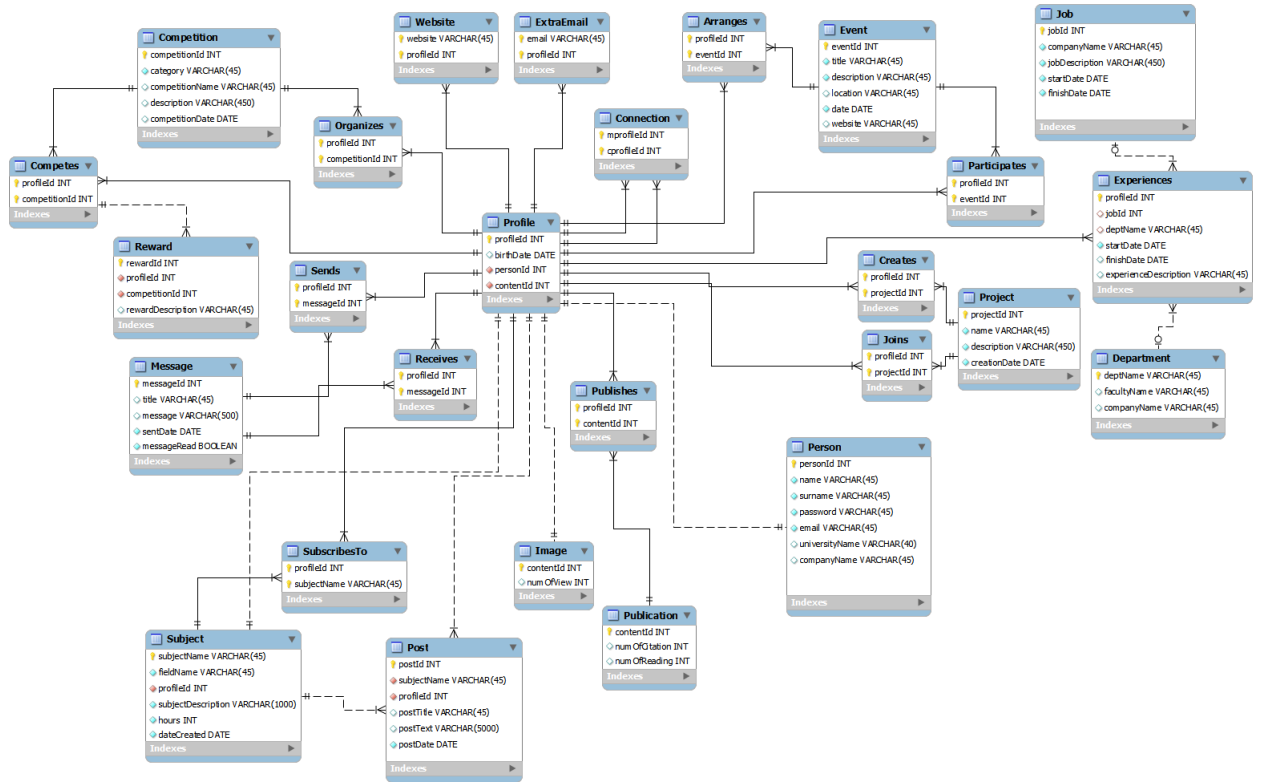 Competition
competitionId INT
category VARCHAR(45)
competitionName VARCHAR(45)
description VARCHAR(450)
competitionDate DATE
Indexes
Website
website VARCHAR(45)
profileId INT
Indexes
ExtraEmail
email VARCHAR(45)
profileId INT
Indexes
Arranges
profileId INT
eventId INT
Indexes
Event
eventId INT
title VARCHAR(45)
description VARCHAR(45)
location VARCHAR(45)
date DATE
website VARCHAR(45)
Indexes
Job
jobId INT
companyName VARCHAR(45)
jobDescription VARCHAR(450)
startDate DATE
finishDate DATE
Indexes
Organizes
profileId INT
competitionId INT
Indexes
Connection
mprofileId INT
cprofileId INT
Indexes
Competes
profileId INT
competitionId INT
Indexes
Participates
profileId INT
eventId INT
Indexes
Experiences
profileId INT
jobId INT
deptName VARCHAR(45)
startDate DATE
finishDate DATE
experienceDescription VARCHAR(45)
Indexes
Profile
profileId INT
birthDate DATE
personId INT
contentId INT
Indexes
Reward
rewardId INT
profileId INT
competitionId INT
rewardDescription VARCHAR(45)
Indexes
Sends
profileId INT
messageId INT
Indexes
Creates
profileId INT
projectId INT
Indexes
Project
projectId INT
name VARCHAR(45)
description VARCHAR(450)
creationDate DATE
Indexes
Joins
profileId INT
projectId INT
Indexes
Message
messageId INT
title VARCHAR(45)
message VARCHAR(500)
sentDate DATE
messageRead BOOLEAN
Indexes
Receives
profileId INT
messageId INT
Indexes
Department
deptName VARCHAR(45)
facultyName VARCHAR(45)
companyName VARCHAR(45)
Indexes
Publishes
profileId INT
contentId INT
Indexes
Person
personId INT
name VARCHAR(45)
surname VARCHAR(45)
password VARCHAR(45)
email VARCHAR(45)
universityName VARCHAR(40)
companyName VARCHAR(45)
Indexes
SubscribesTo
profileId INT
subjectName VARCHAR(45)
Indexes
Image
contentId INT
numOfView INT
Indexes
Publication
contentId INT
numOfCitation INT
numOfReading INT
Indexes
Subject
subjectName VARCHAR(45)
fieldName VARCHAR(45)
profileId INT
subjectDescription VARCHAR(1000)
hours INT
dateCreated DATE
Indexes
Post
postId INT
subjectName VARCHAR(45)
profileId INT
postTitle VARCHAR(45)
postText VARCHAR(5000)
postDate DATE
Indexes